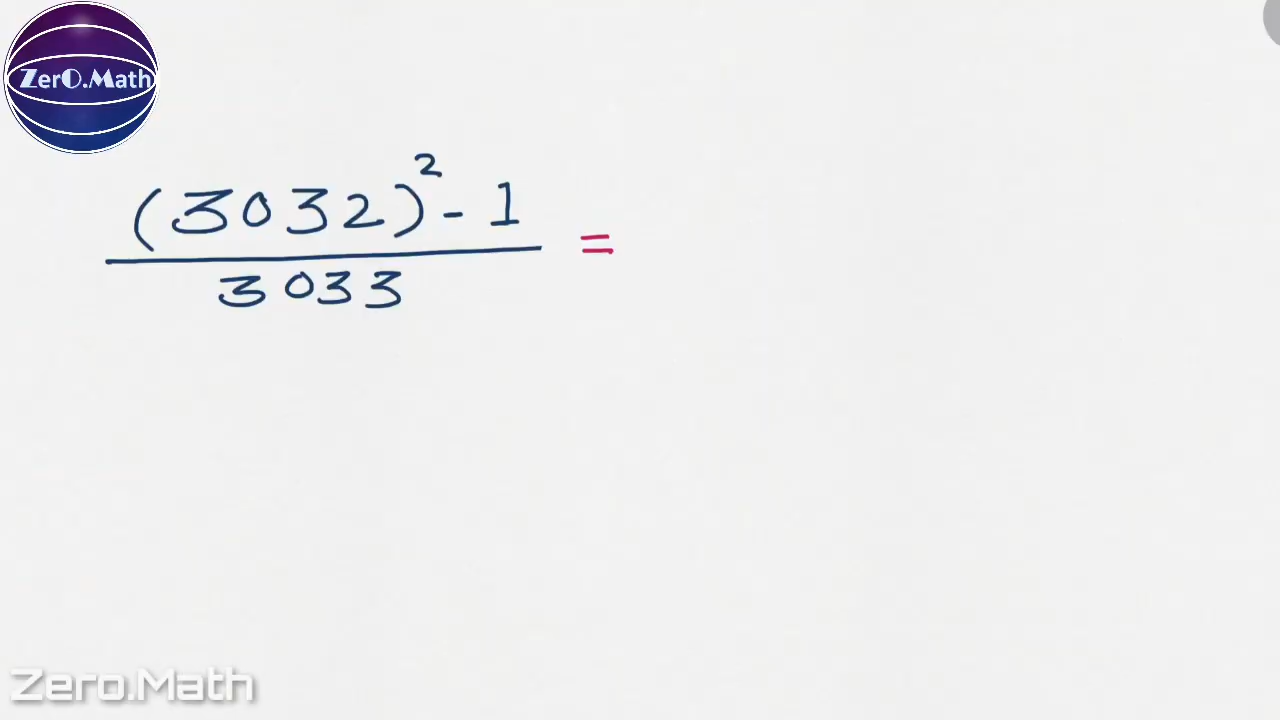 ZerO.Math
(3032)² - 1
=
3033
Zero.Math